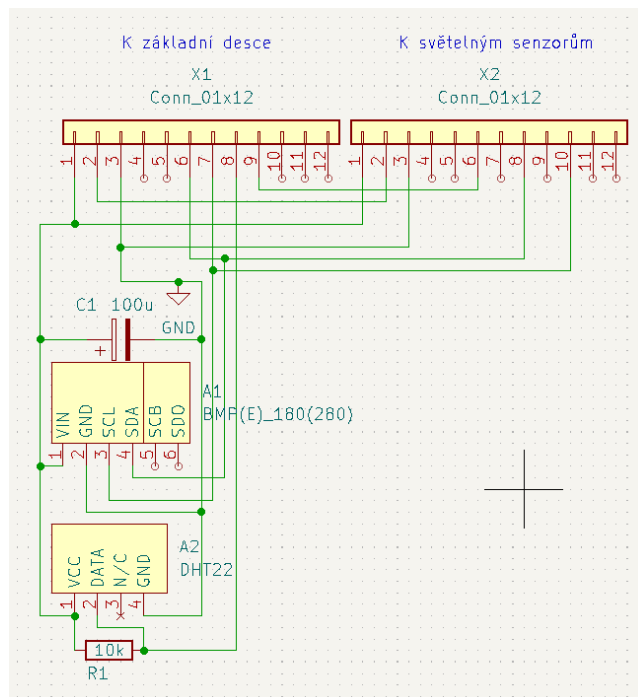 K základní desce
K světelným senzorům
X1
Conn_01x12
X2
Conn_01x12
1 2 3 4 5 6 7 8 9 10 11 12
1 2 3 4 5 6 7 8 9 10 11 12
C1 100u
+
GND
A1
BMP(E)_180(280)
VIN GND SCL SDA SCB SDO
1 2 3 4 5 6
A2
DHT22
VCC DATA N/C GND
1 2 3 4
10k
R1